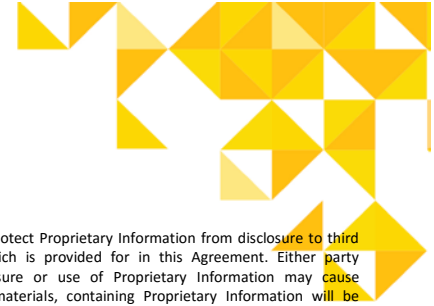 otect Proprietary Information from disclosure to third
ich is provided for in this Agreement. Either party
sure or use of Proprietary Information may cause
materials, containing Proprietary Information will be